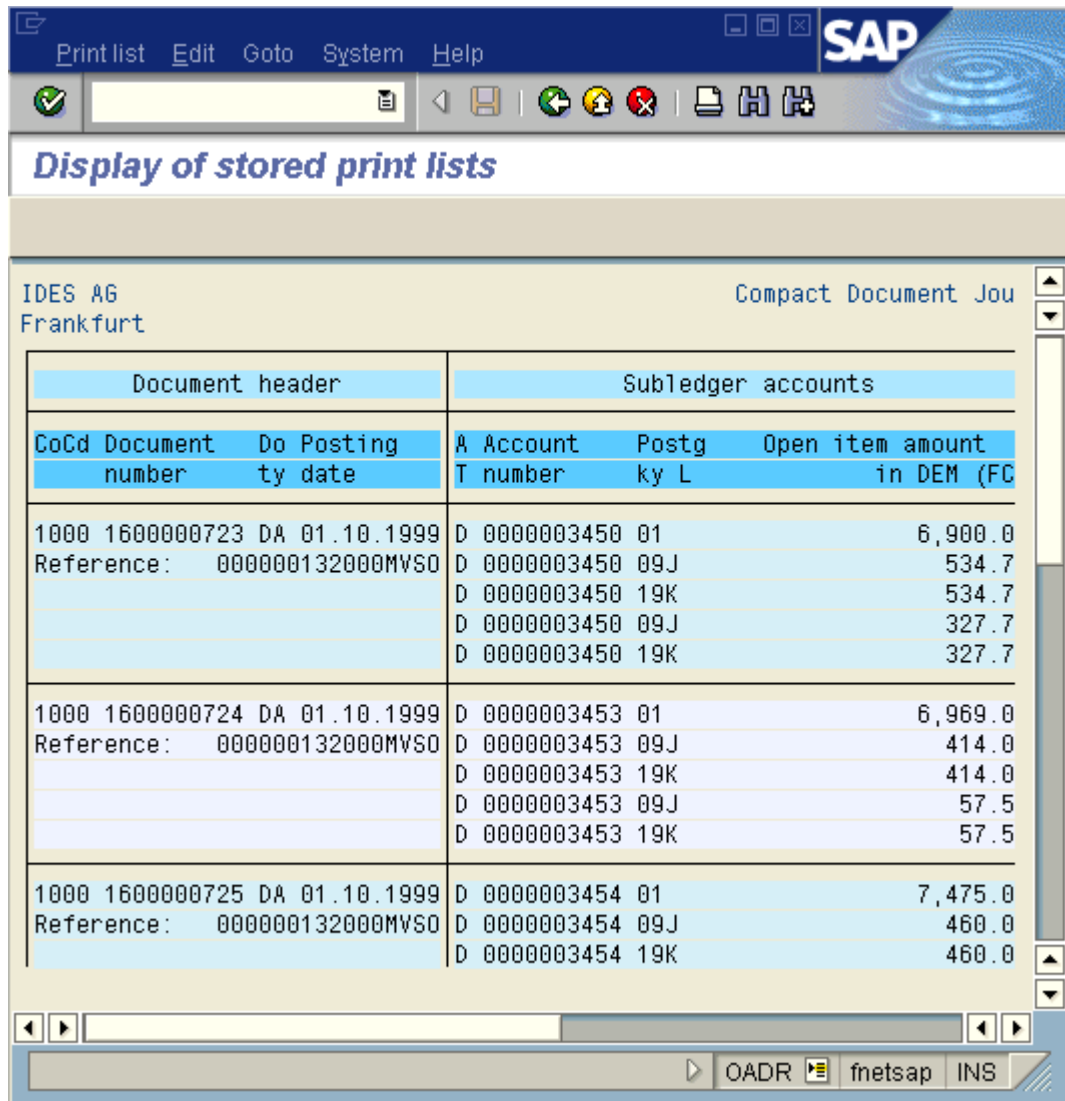 Print list Edit Goto System Help
SAP
Display of stored print lists
IDES AG Compact Document Jou
Frankfurt
Document header Subledger accounts
CoCd Document Do Posting A Account Postg Open item amount
number ty date T number ky L in DEM (FC
1000 1600000723 DA 01.10.1999 D 0000003450 01 6,900.0
Reference: 000000132000MVSO D 0000003450 09J 534.7
D 0000003450 19K 534.7
D 0000003450 09J 327.7
D 0000003450 19K 327.7
1000 1600000724 DA 01.10.1999 D 0000003453 01 6,969.0
Reference: 000000132000MVSO D 0000003453 09J 414.0
D 0000003453 19K 414.0
D 0000003453 09J 57.5
D 0000003453 19K 57.5
1000 1600000725 DA 01.10.1999 D 0000003454 01 7,475.0
Reference: 000000132000MVSO D 0000003454 09J 460.0
D 0000003454 19K 460.0
OADR fnetsap INS